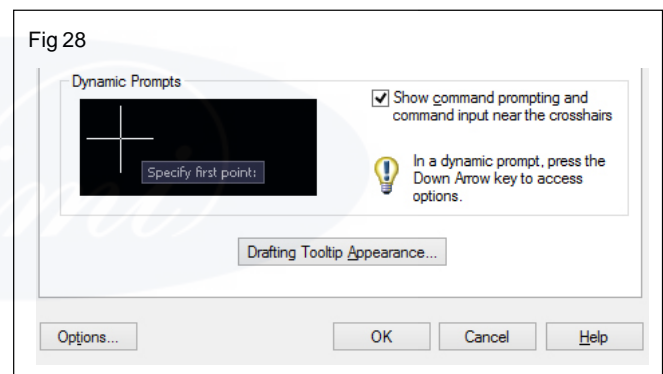 Fig 28
Dynamic Prompts
Specify first point:
Show command prompting and
command input near the crosshairs
In a dynamic prompt, press the
Down Arrow key to access
options.
Drafting Tooltip Appearance...
Options...
OK
Cancel
Help